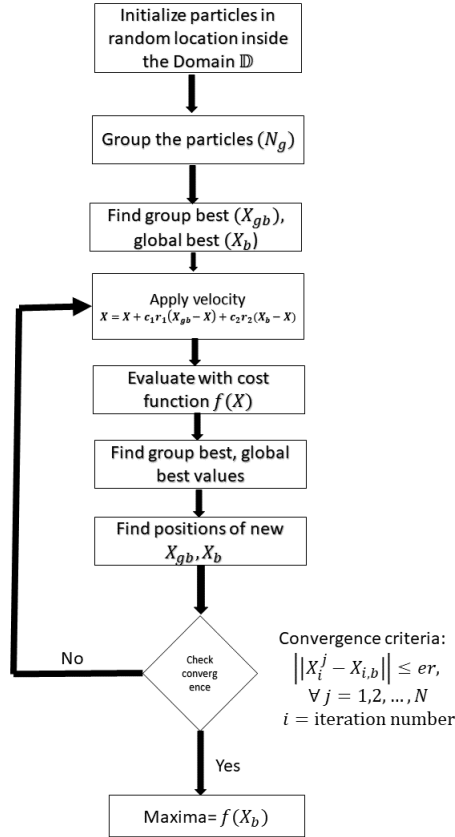 Initialize particles in
random location inside
the Domain 𝔻
Group the particles (N_g)
Find group best (X_gb),
global best (X_b)
Apply velocity
X = X + c₁r₁(X_gb − X) + c₂r₂(X_b − X)
Evaluate with cost
function f(X)
Find group best, global
best values
Find positions of new
X_gb, X_b
No
Check
converg
ence
Convergence criteria:
||X_i^j − X_i,b|| ≤ er,
∀ j = 1,2, ..., N
i = iteration number
Yes
Maxima= f(X_b)